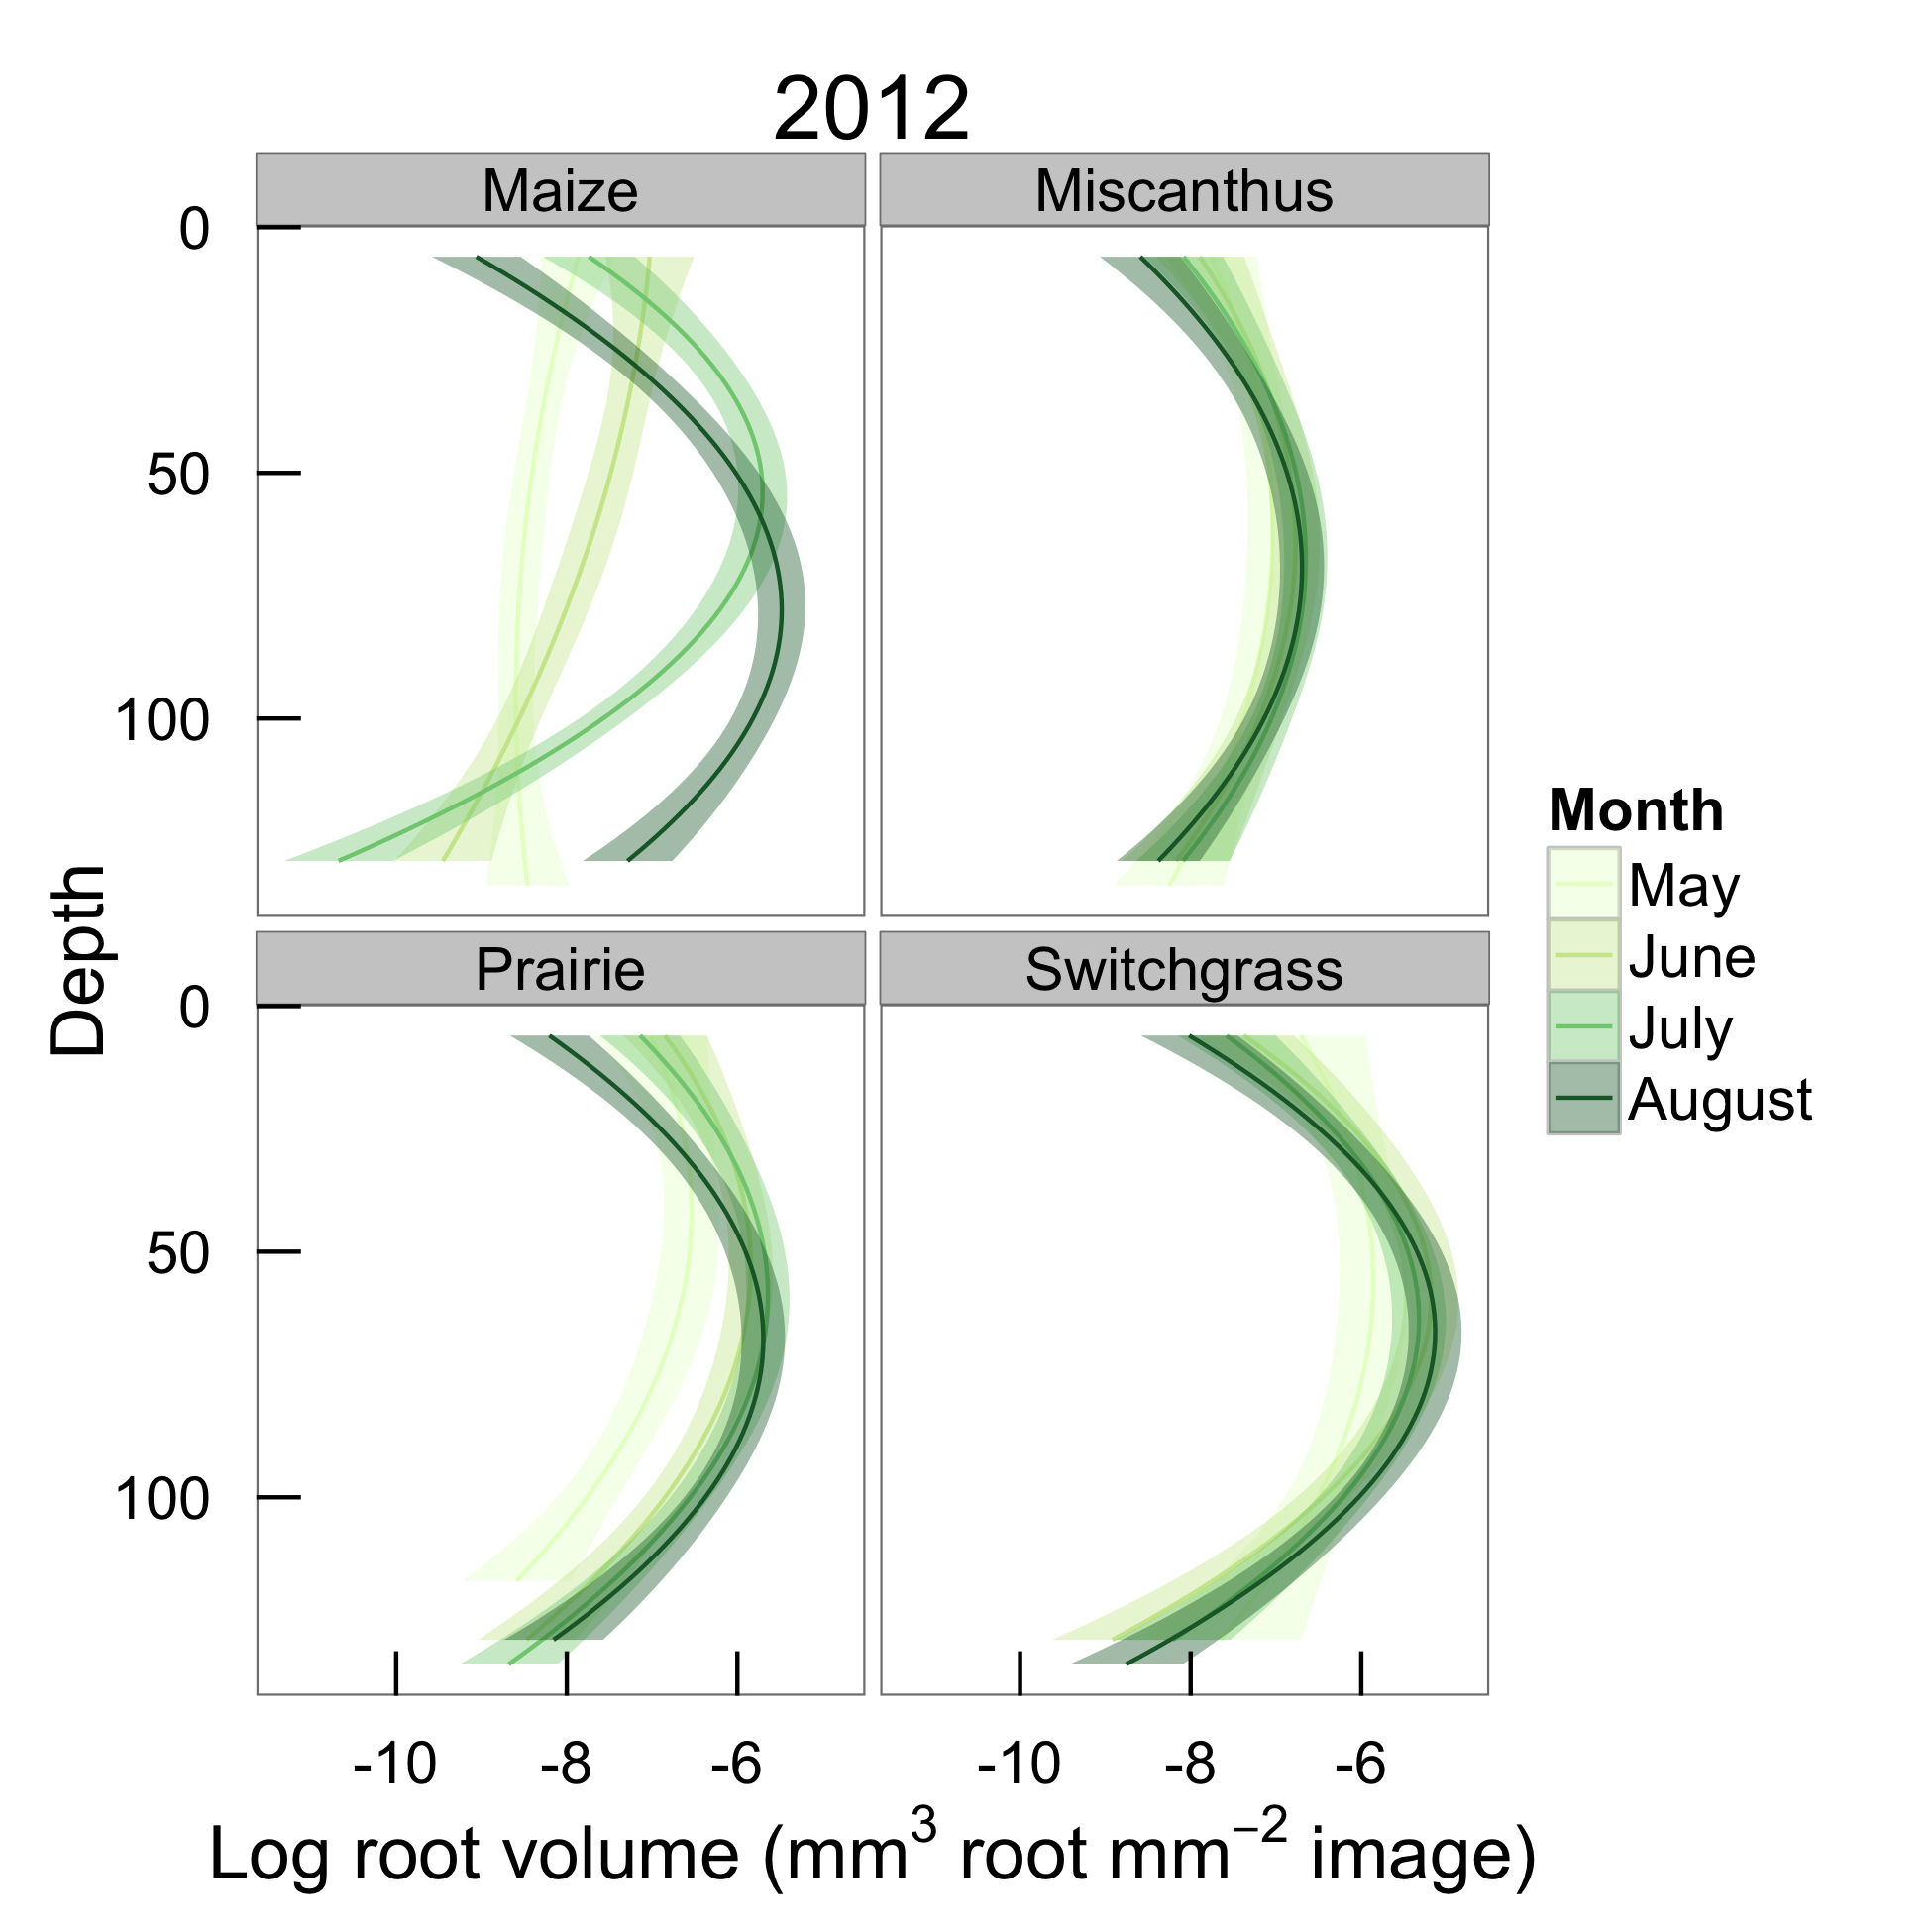 2012
Maize
Miscanthus
0
50
100
Prairie
Switchgrass
0
50
100
Depth
-10
-8
-6
-10
-8
-6
Log root volume (mm³ root mm⁻² image)
Month
May
June
July
August